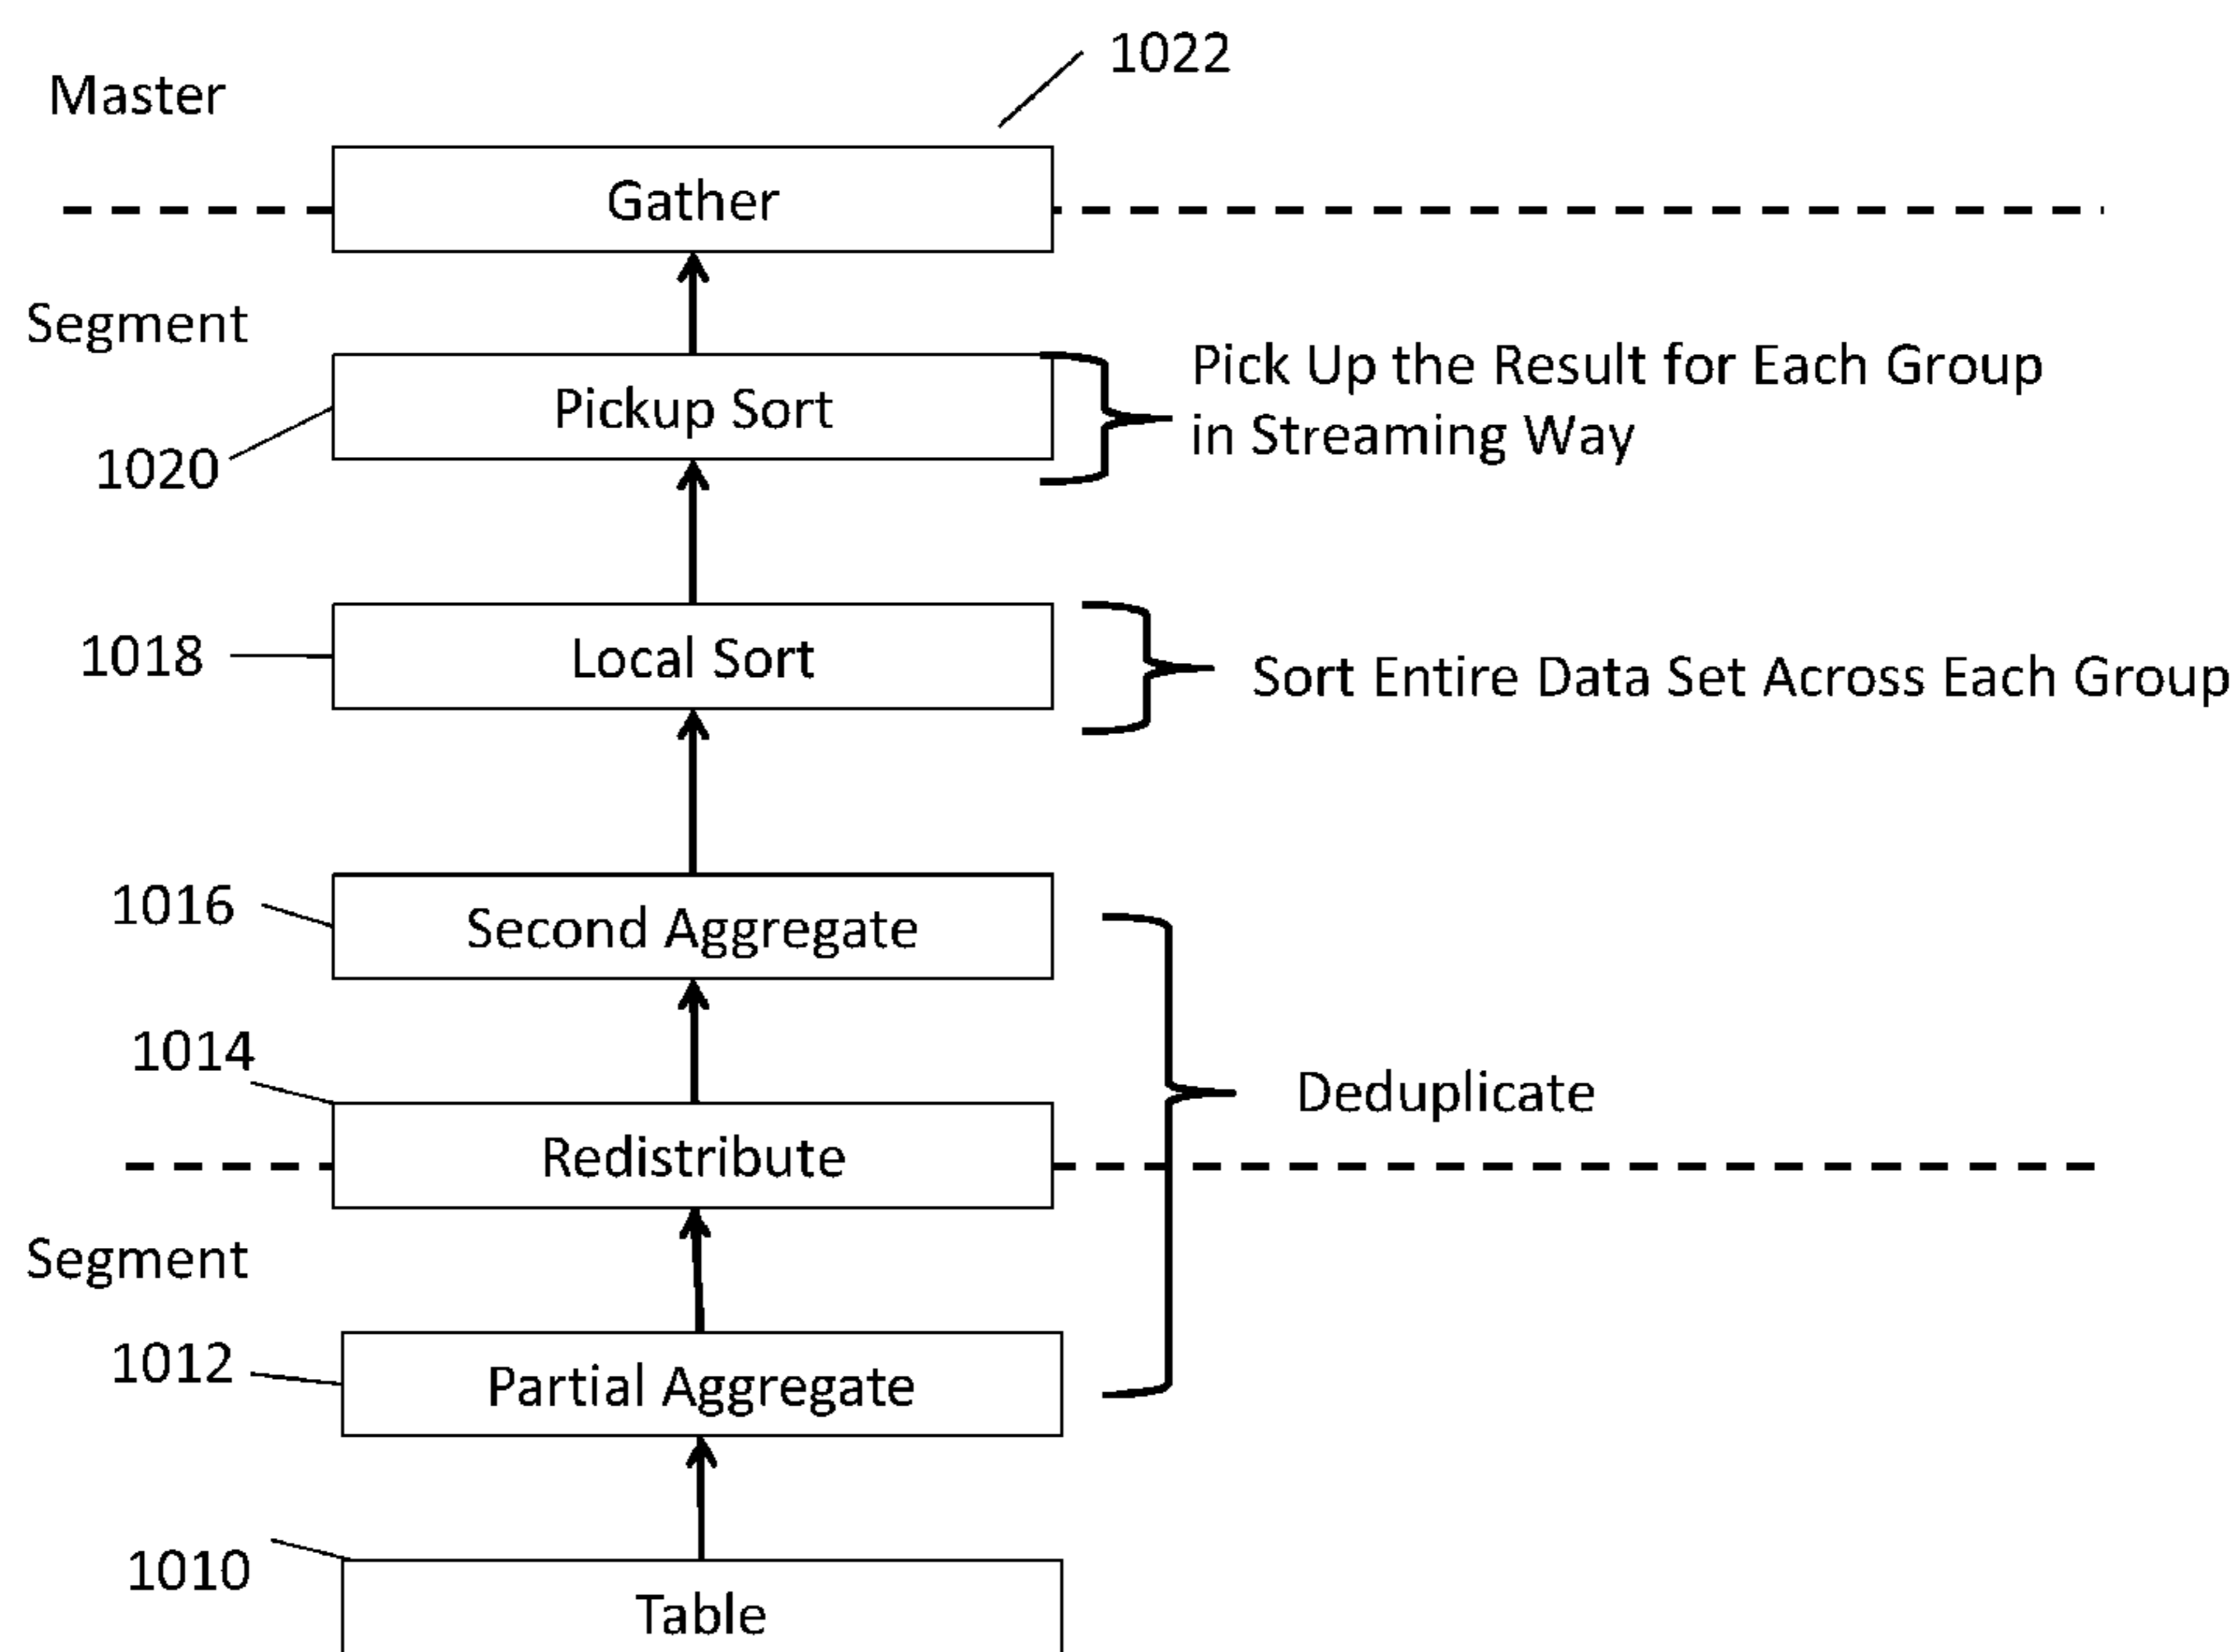 1022
Master
Gather
Segment
Pick Up the Result for Each Group
in Streaming Way
Pickup Sort
1020
1018
Local Sort
Sort Entire Data Set Across Each Group
1016
Second Aggregate
1014
Deduplicate
Redistribute
Segment
1012
Partial Aggregate
1010
Table